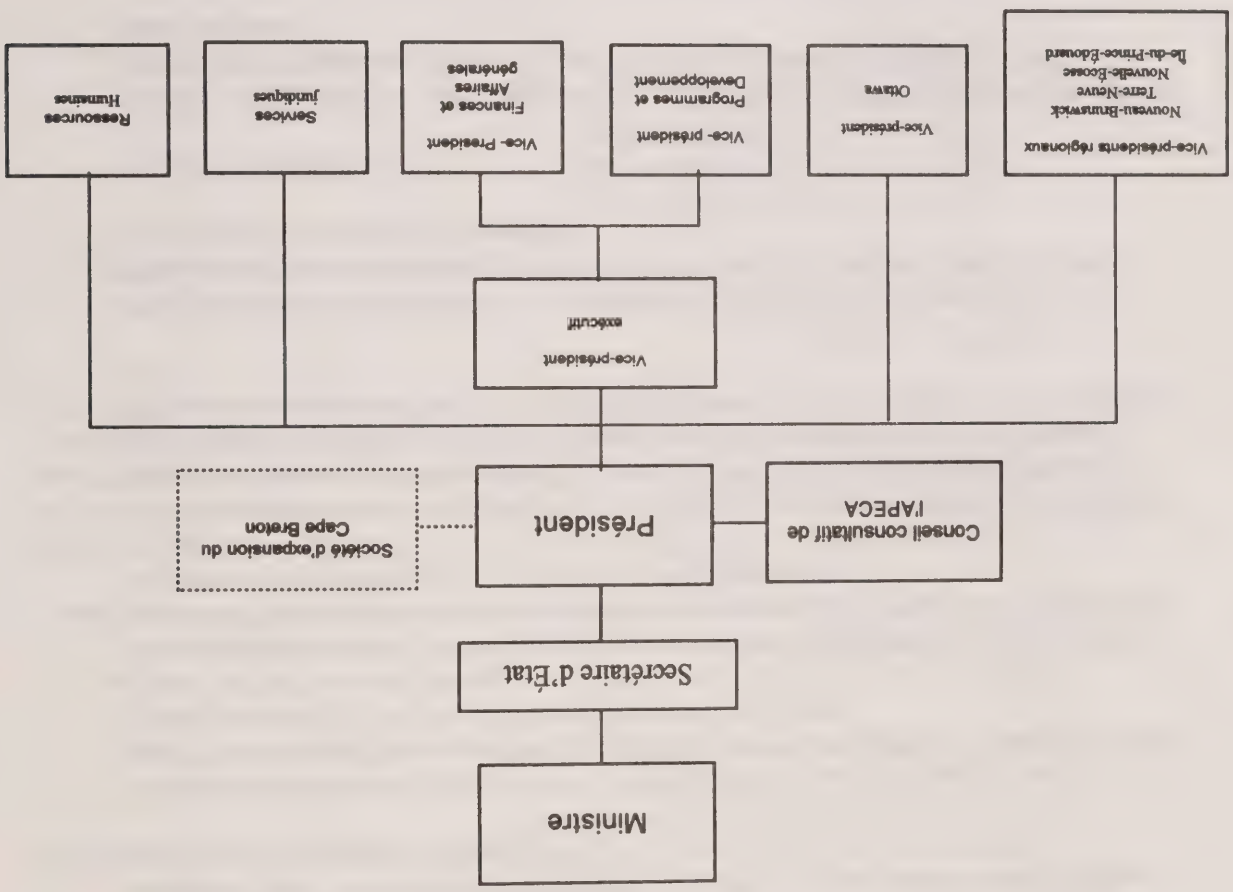 Ministre
Secrétaire d'État
Conseil consultatif de
l'APECA
Président
Société d'expansion du
Cape Breton
Vice-président
exécutif
Vice-présidents régionaux
Nouveau-Brunswick
Terre-Neuve
Nouvelle-Écosse
Île-du-Prince-Édouard
Vice-président
Ottawa
Vice- président
Programmes et
Developpement
Vice- President
Finances et
Affaires
générales
Services
juridiques
Ressources
Humaines